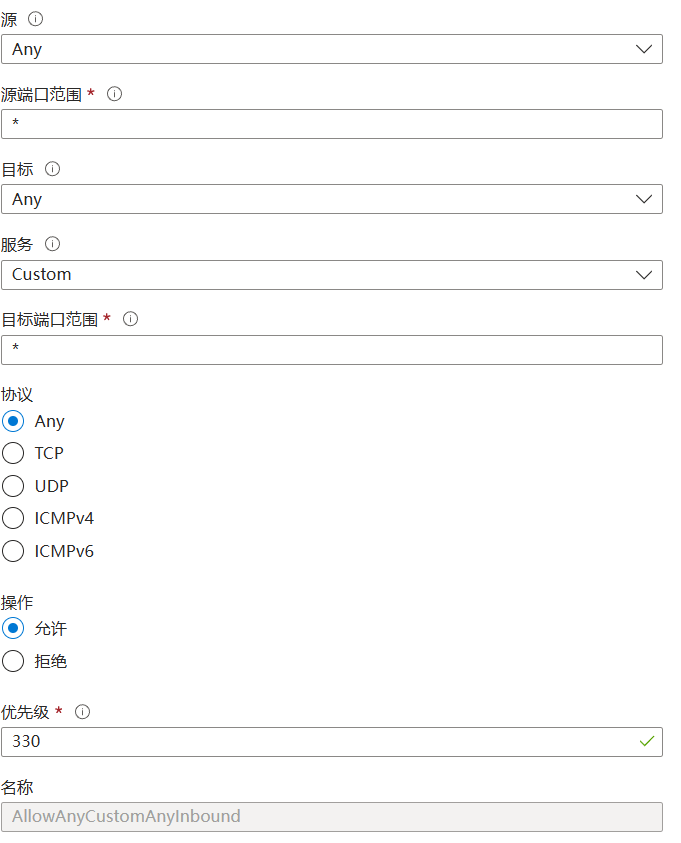 源
Any
源端口范围 *
*
目标
Any
服务
Custom
目标端口范围 *
*
协议
Any
TCP
UDP
ICMPv4
ICMPv6
操作
允许
拒绝
优先级 *
330
名称
AllowAnyCustomAnyInbound